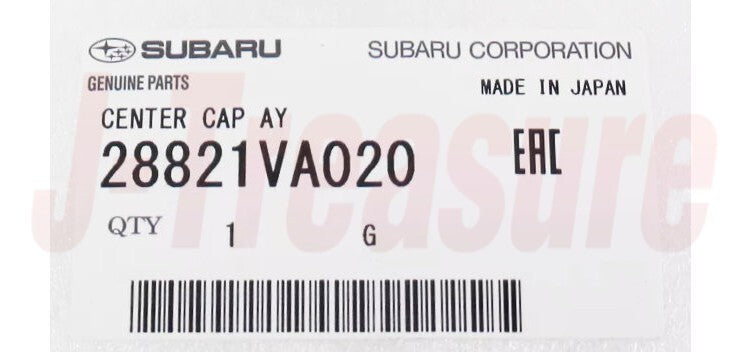 SUBARU SUBARU CORPORATION
GENUINE PARTS MADE IN JAPAN
CENTER CAP AY
28821VA020 EAC
QTY 1 G
J-Treasure